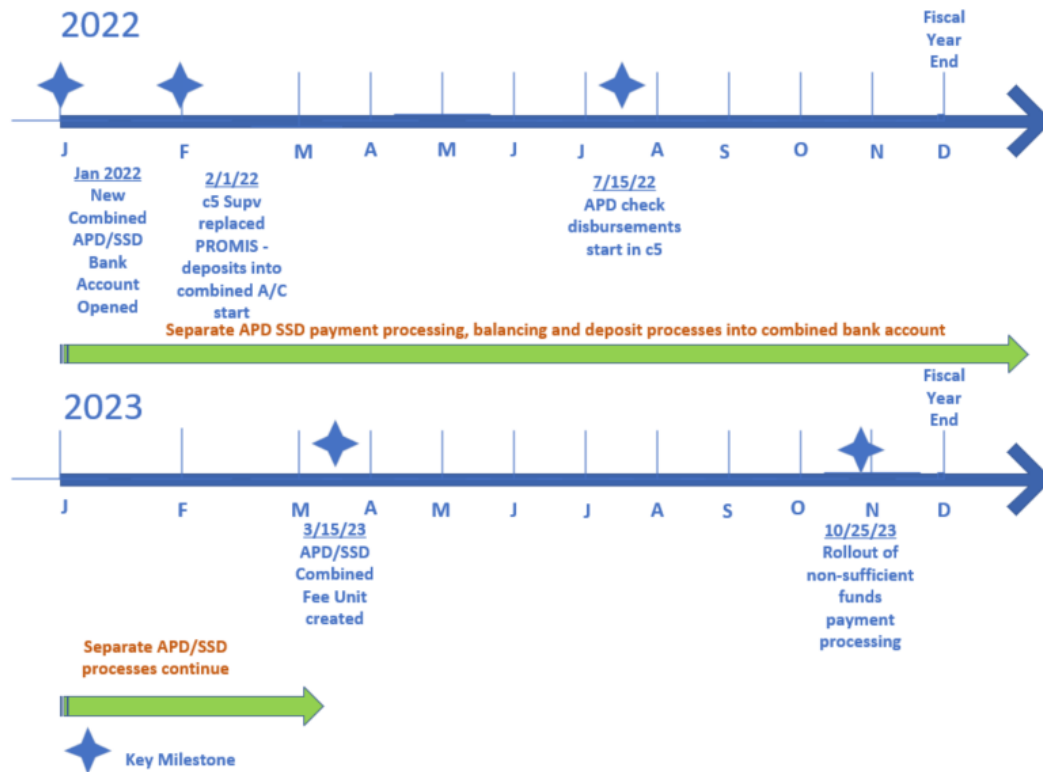 2022
Fiscal
Year
End
J F M A M J J A S O N D
Jan 2022
New
Combined
APD/SSD
Bank
Account
Opened
2/1/22
c5 Supv
replaced
PROMIS -
deposits into
combined A/C
start
7/15/22
APD check
disbursements
start in c5
Separate APD SSD payment processing, balancing and deposit processes into combined bank account
2023
Fiscal
Year
End
J F M A M J J A S O N D
3/15/23
APD/SSD
Combined
Fee Unit
created
10/25/23
Rollout of
non-sufficient
funds
payment
processing
Separate APD/SSD
processes continue
Key Milestone